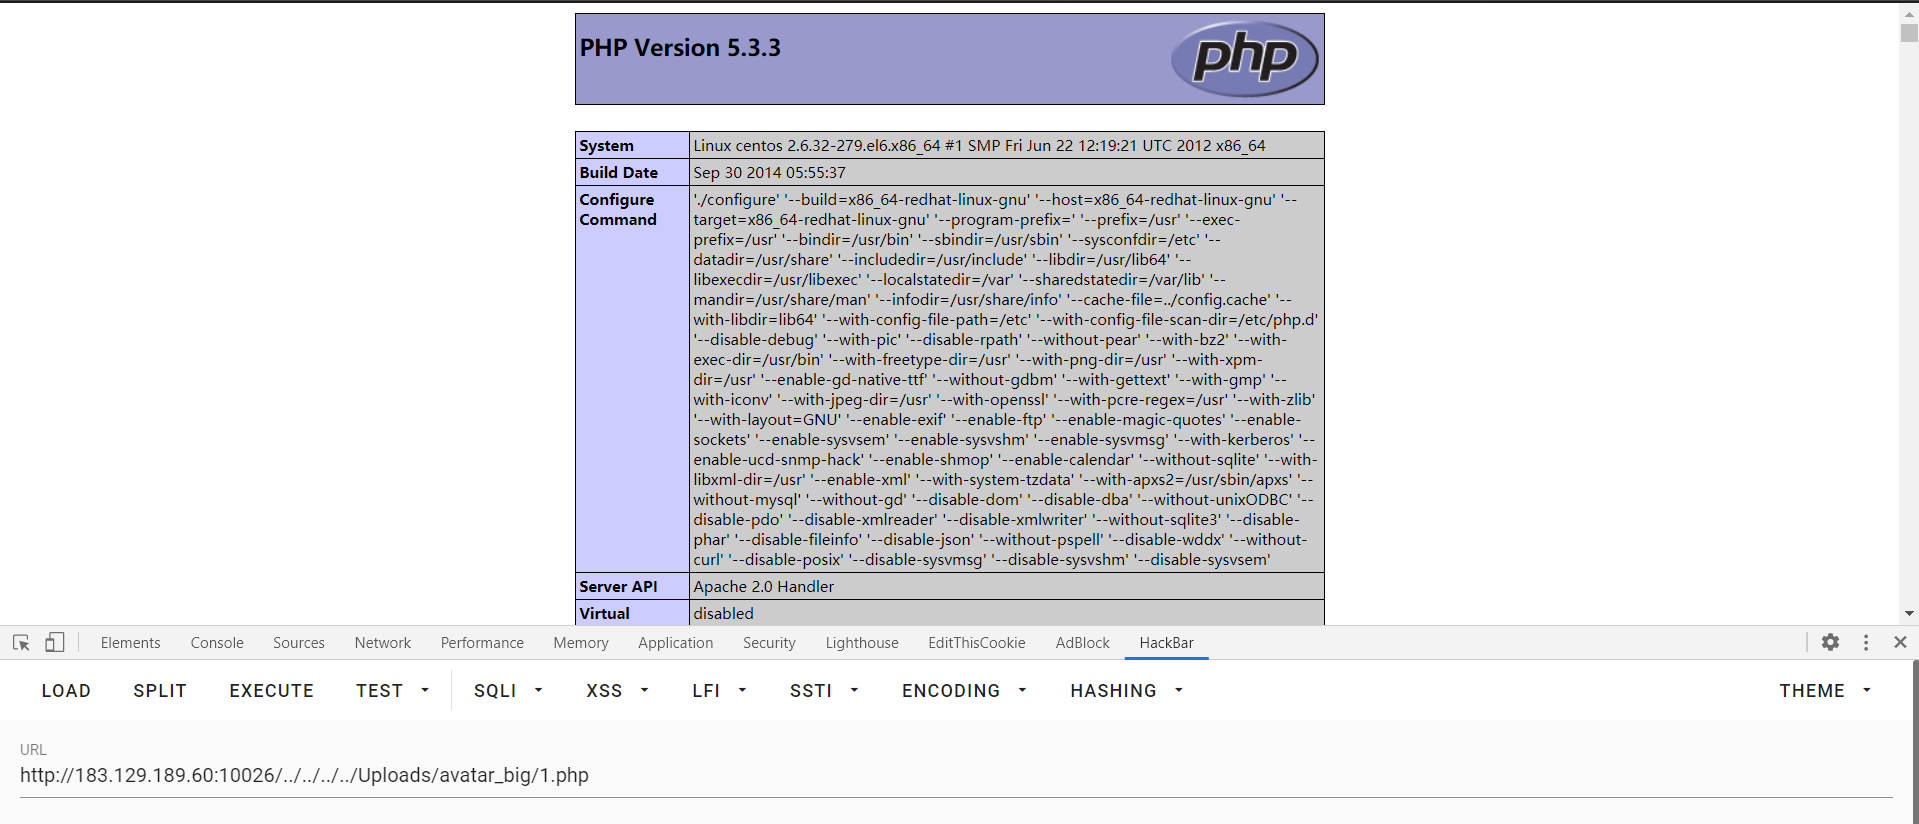 PHP Version 5.3.3
php
System
Linux centos 2.6.32-279.el6.x86_64 #1 SMP Fri Jun 22 12:19:21 UTC 2012 x86_64
Build Date
Sep 30 2014 05:55:37
Configure
Command
'./configure' '--build=x86_64-redhat-linux-gnu' '--host=x86_64-redhat-linux-gnu' '--
target=x86_64-redhat-linux-gnu' '--program-prefix=' '--prefix=/usr' '--exec-
prefix=/usr' '--bindir=/usr/bin' '--sbindir=/usr/sbin' '--sysconfdir=/etc' '--
datadir=/usr/share' '--includedir=/usr/include' '--libdir=/usr/lib64' '--
libexecdir=/usr/libexec' '--localstatedir=/var' '--sharedstatedir=/var/lib' '--
mandir=/usr/share/man' '--infodir=/usr/share/info' '--cache-file=../config.cache' '--
with-libdir=lib64' '--with-config-file-path=/etc' '--with-config-file-scan-dir=/etc/php.d'
'--disable-debug' '--with-pic' '--disable-rpath' '--without-pear' '--with-bz2' '--with-
exec-dir=/usr/bin' '--with-freetype-dir=/usr' '--with-png-dir=/usr' '--with-xpm-
dir=/usr' '--enable-gd-native-ttf' '--without-gdbm' '--with-gettext' '--with-gmp' '--
with-iconv' '--with-jpeg-dir=/usr' '--with-openssl' '--with-pcre-regex=/usr' '--with-zlib'
'--with-layout=GNU' '--enable-exif' '--enable-ftp' '--enable-magic-quotes' '--enable-
sockets' '--enable-sysvsem' '--enable-sysvshm' '--enable-sysvmsg' '--with-kerberos' '--
enable-ucd-snmp-hack' '--enable-shmop' '--enable-calendar' '--without-sqlite' '--with-
libxml-dir=/usr' '--enable-xml' '--with-system-tzdata' '--with-apxs2=/usr/sbin/apxs' '--
without-mysql' '--without-gd' '--disable-dom' '--disable-dba' '--without-unixODBC' '--
disable-pdo' '--disable-xmlreader' '--disable-xmlwriter' '--without-sqlite3' '--disable-
phar' '--disable-fileinfo' '--disable-json' '--without-pspell' '--disable-wddx' '--without-
curl' '--disable-posix' '--disable-sysvmsg' '--disable-sysvshm' '--disable-sysvsem'
Server API
Apache 2.0 Handler
Virtual
disabled
Elements Console Sources Network Performance Memory Application Security Lighthouse EditThisCookie AdBlock HackBar
LOAD SPLIT EXECUTE TEST SQLI XSS LFI SSTI ENCODING HASHING THEME
URL
http://183.129.189.60:10026/../../../../Uploads/avatar_big/1.php